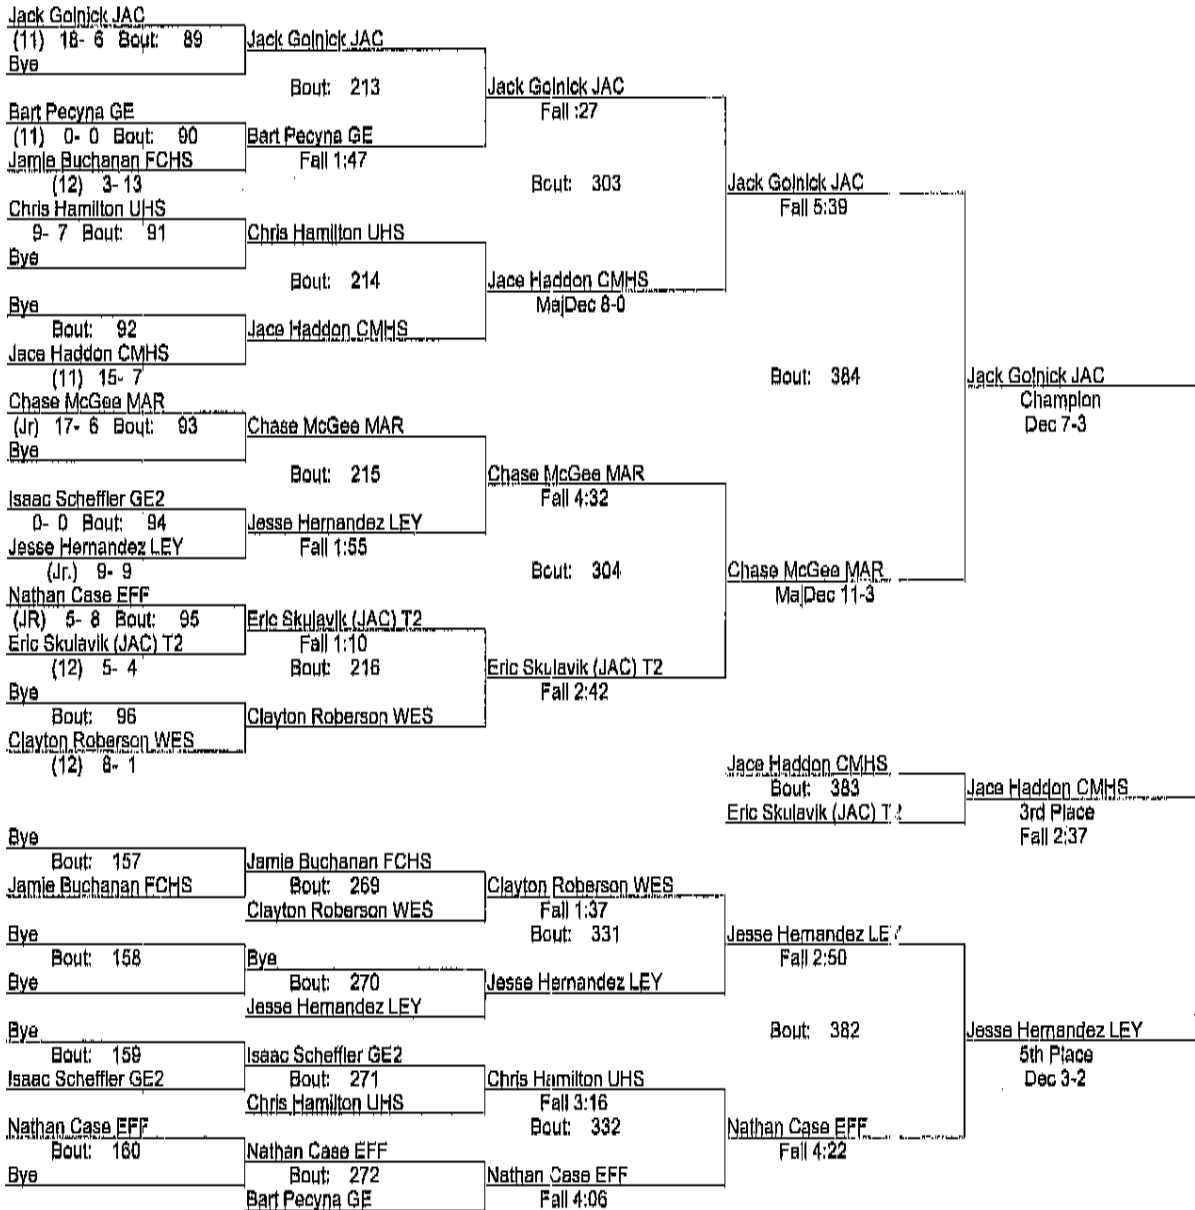 Jack Golnick JAC
(11) 18- 6 Bout: 89
Bye
Bart Pecyna GE
(11) 0- 0 Bout: 90
Jamie Buchanan FCHS
(12) 3- 13
Chris Hamilton UHS
9- 7 Bout: 91
Bye
Bye
Bout: 92
Jace Haddon CMHS
(11) 15- 7
Chase McGee MAR
(Jr) 17- 6 Bout: 93
Bye
Isaac Scheffler GE2
0- 0 Bout: 94
Jesse Hernandez LEY
(Jr.) 9- 9
Nathan Case EFF
(JR) 5- 8 Bout: 95
Eric Skulavik (JAC) T2
(12) 5- 4
Bye
Bout: 96
Clayton Roberson WES
(12) 8- 1
Jack Golnick JAC
Bout: 213
Bart Pecyna GE
Fall 1:47
Chris Hamilton UHS
Bout: 214
Jace Haddon CMHS
Chase McGee MAR
Bout: 215
Jesse Hernandez LEY
Fall 1:55
Eric Skulavik (JAC) T2
Fall 1:10
Bout: 216
Clayton Roberson WES
Jack Golnick JAC
Fall :27
Bout: 303
Jace Haddon CMHS
MajDec 8-0
Chase McGee MAR
Fall 4:32
Bout: 304
Eric Skulavik (JAC) T2
Fall 2:42
Jack Golnick JAC
Fall 5:39
Bout: 384
Chase McGee MAR
MajDec 11-3
Jack Golnick JAC
Champion
Dec 7-3
Jace Haddon CMHS
Bout: 383
Eric Skulavik (JAC) T2
Jace Haddon CMHS
3rd Place
Fall 2:37
Bye
Bout: 157
Jamie Buchanan FCHS
Bye
Bout: 158
Bye
Bye
Bout: 159
Isaac Scheffler GE2
Nathan Case EFF
Bout: 160
Bye
Jamie Buchanan FCHS
Bout: 269
Clayton Roberson WES
Bye
Bout: 270
Jesse Hernandez LEY
Isaac Scheffler GE2
Bout: 271
Chris Hamilton UHS
Nathan Case EFF
Bout: 272
Bart Pecyna GE
Clayton Roberson WES
Fall 1:37
Bout: 331
Jesse Hernandez LEY
Chris Hamilton UHS
Fall 3:16
Bout: 332
Nathan Case EFF
Fall 4:06
Jesse Hernandez LEY
Fall 2:50
Bout: 382
Nathan Case EFF
Fall 4:22
Jesse Hernandez LEY
5th Place
Dec 3-2